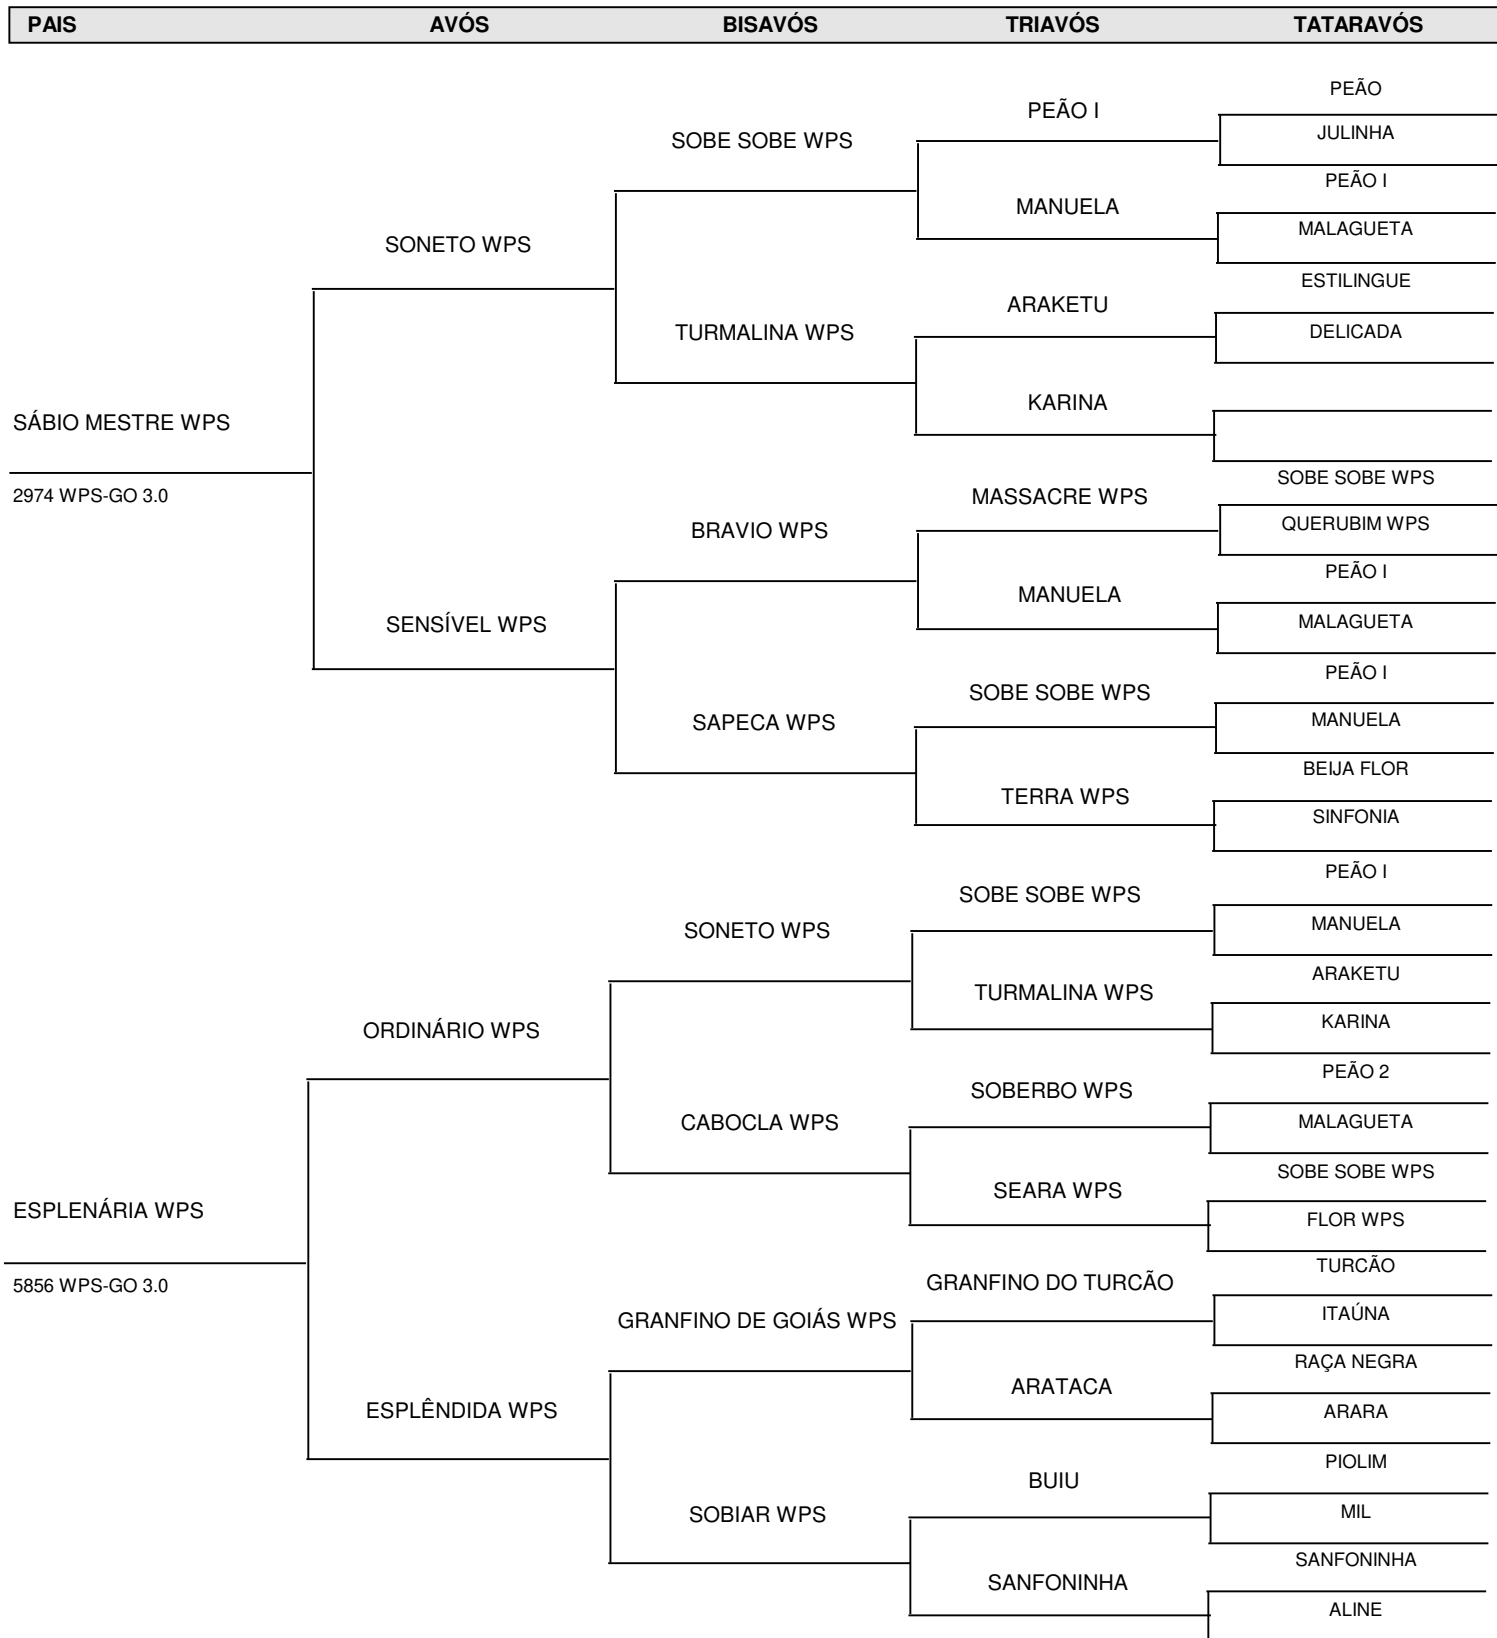 PAIS AVÓS BISAVÓS TRIAVÓS TATARAVÓS
PEÃO
PEÃO I
JULINHA
SOBE SOBE WPS
PEÃO I
MANUELA
MALAGUETA
SONETO WPS
ESTILINGUE
ARAKETU
TURMALINA WPS
DELICADA
KARINA
SÁBIO MESTRE WPS
SOBE SOBE WPS
2974 WPS-GO 3.0
MASSACRE WPS
QUERUBIM WPS
BRAVIO WPS
PEÃO I
MANUELA
MALAGUETA
SENSÍVEL WPS
PEÃO I
SOBE SOBE WPS
SAPECA WPS
MANUELA
BEIJA FLOR
TERRA WPS
SINFONIA
PEÃO I
SOBE SOBE WPS
MANUELA
SONETO WPS
ARAKETU
TURMALINA WPS
KARINA
ORDINÁRIO WPS
PEÃO 2
SOBERBO WPS
CABOCLA WPS
MALAGUETA
SOBE SOBE WPS
SEARA WPS
ESPLENÁRIA WPS
FLOR WPS
TURCÃO
5856 WPS-GO 3.0
GRANFINO DO TURCÃO
GRANFINO DE GOIÁS WPS
ITAÚNA
RAÇA NEGRA
ARATACA
ESPLÊNDIDA WPS
ARARA
PIOLIM
BUIU
SOBIAR WPS
MIL
SANFONINHA
SANFONINHA
ALINE